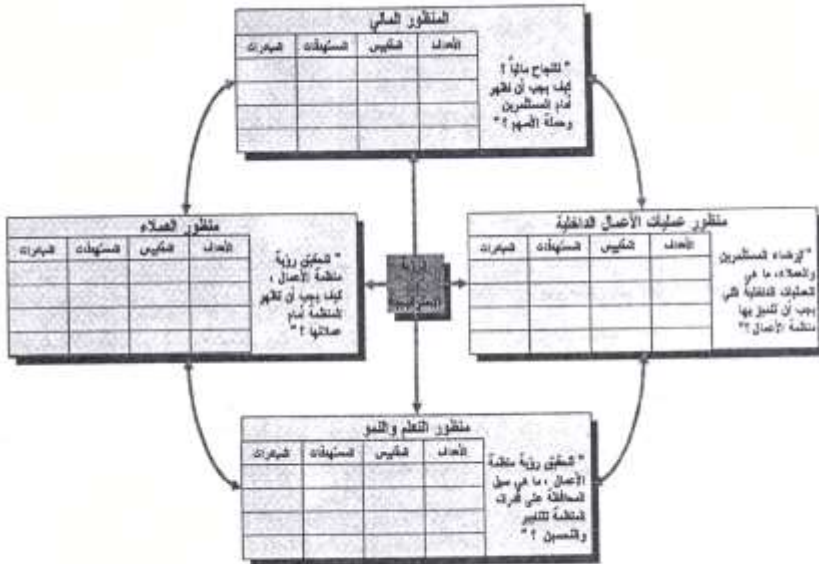 المنظور المالي
الأهداف المقاييس المستهدفات المبادرات
" للنجاح مالياً ؟
كيف يجب أن نظهر
أمام المستثمرين
وحملة الأسهم ؟ "
منظور عمليات الأعمال الداخلية
الأهداف المقاييس المستهدفات المبادرات
" لإرضاء المستثمرين
والعملاء، ما هي
العمليات الداخلية التي
يجب أن تتميز بها
منظمة الأعمال ؟"
منظور العملاء
الأهداف المقاييس المستهدفات المبادرات
" لتحقيق رؤية
منظمة الأعمال ،
كيف يجب أن تظهر
المنظمة أمام
عملائها ؟ "
منظور التعلم والنمو
الأهداف المقاييس المستهدفات المبادرات
" لتحقيق رؤية منظمة
الأعمال ، ما هي سبل
المحافظة على قدرات
المنظمة للتغيير
والتحسين ؟ "